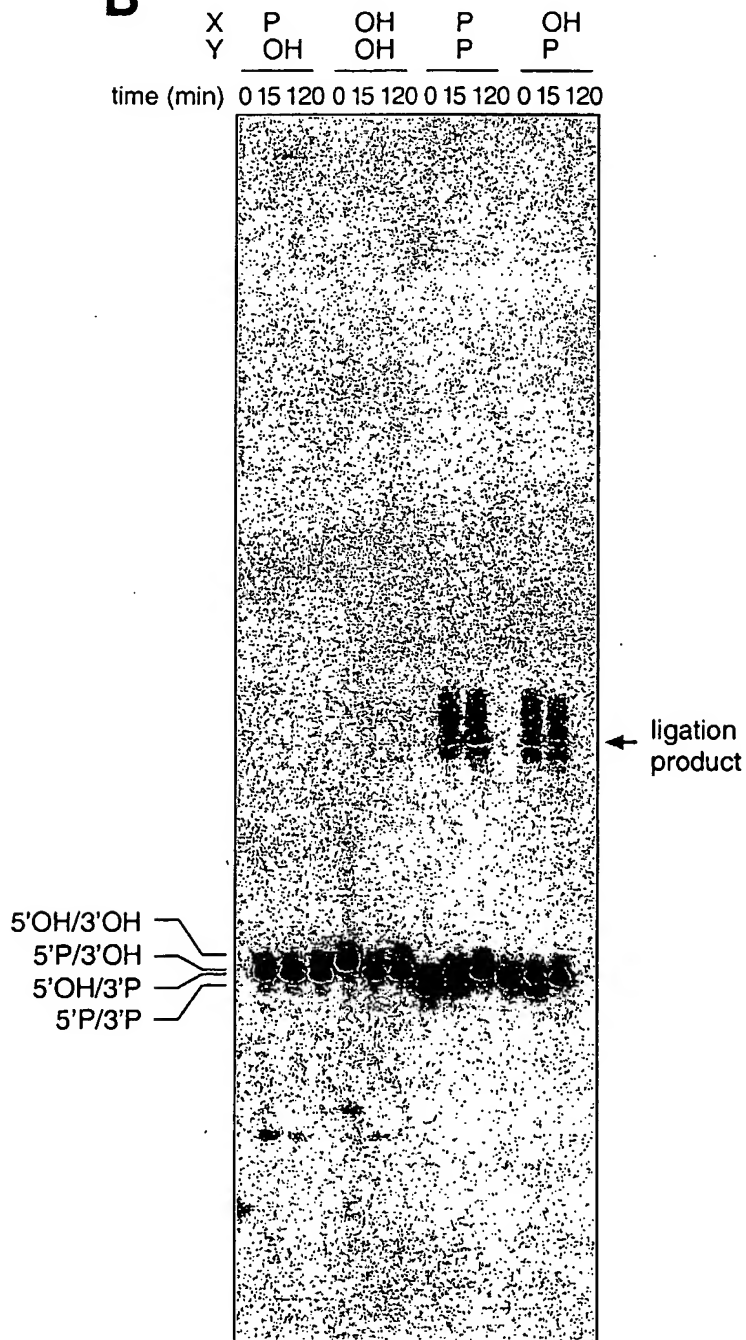 B
X P OH P OH
Y OH OH P P
time (min) 0 15 120 0 15 120 0 15 120 0 15 120
ligation
product
5'OH/3'OH
5'P/3'OH
5'OH/3'P
5'P/3'P